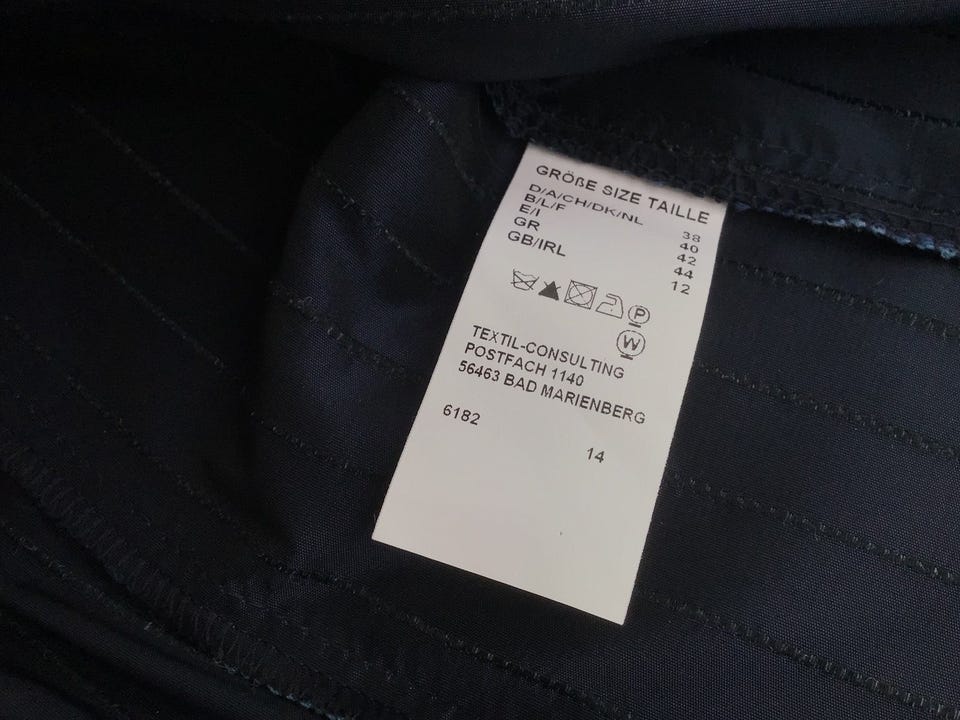 GRÖßE SIZE TAILLE
D/A/CH/DK/NL 38
B/L/F 40
E/I 42
GR 44
GB/IRL 12
P
W
TEXTIL-CONSULTING
POSTFACH 1140
56463 BAD MARIENBERG
6182
14